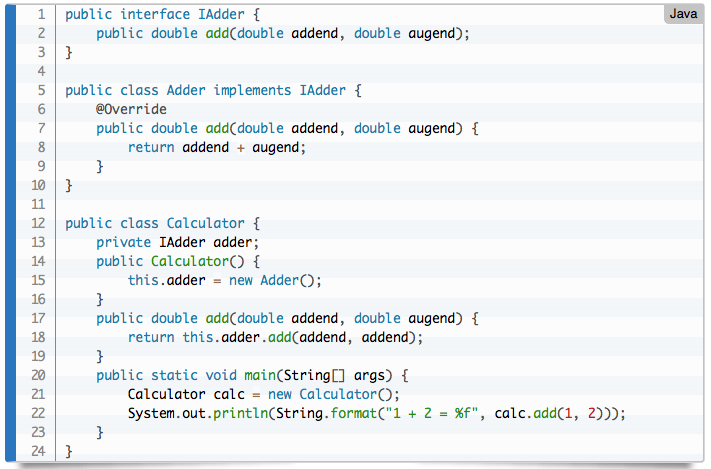 Java
1 public interface IAdder {
2     public double add(double addend, double augend);
3 }
4
5 public class Adder implements IAdder {
6     @Override
7     public double add(double addend, double augend) {
8         return addend + augend;
9     }
10 }
11
12 public class Calculator {
13     private IAdder adder;
14     public Calculator() {
15         this.adder = new Adder();
16     }
17     public double add(double addend, double augend) {
18         return this.adder.add(addend, addend);
19     }
20     public static void main(String[] args) {
21         Calculator calc = new Calculator();
22         System.out.println(String.format("1 + 2 = %f", calc.add(1, 2)));
23     }
24 }